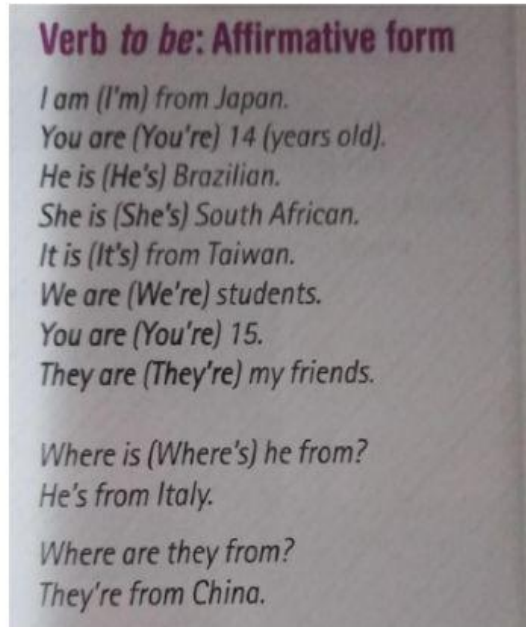 Verb to be: Affirmative form
I am (I'm) from Japan.
You are (You're) 14 (years old).
He is (He's) Brazilian.
She is (She's) South African.
It is (It's) from Taiwan.
We are (We're) students.
You are (You're) 15.
They are (They're) my friends.
Where is (Where's) he from?
He's from Italy.
Where are they from?
They're from China.